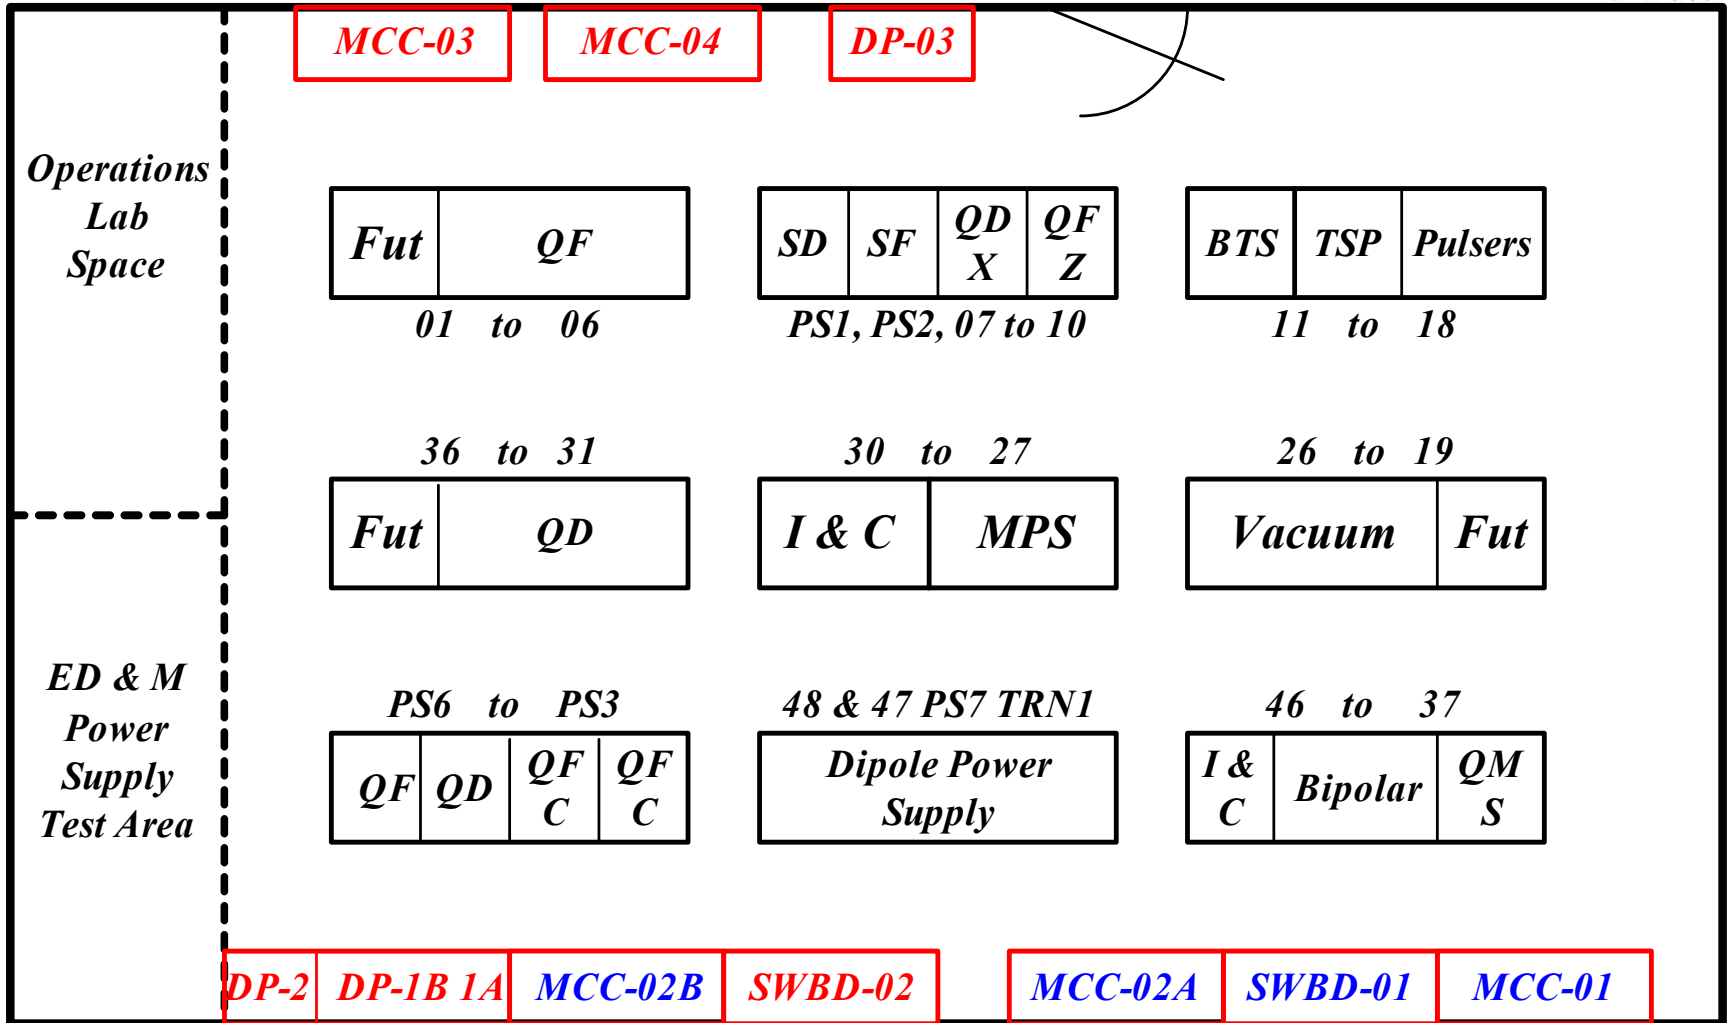 MCC-03 MCC-04 DP-03
Operations
Lab
Space
Fut QF
SD SF QD X QF Z
BTS TSP Pulsers
01 to 06
PS1, PS2, 07 to 10
11 to 18
36 to 31
30 to 27
26 to 19
Fut QD
I & C MPS
Vacuum Fut
ED & M
Power
Supply
Test Area
PS6 to PS3
48 & 47 PS7 TRN1
46 to 37
QF QD QF C QF C
Dipole Power
Supply
I & C Bipolar QM S
DP-2 DP-1B 1A MCC-02B SWBD-02 MCC-02A SWBD-01 MCC-01